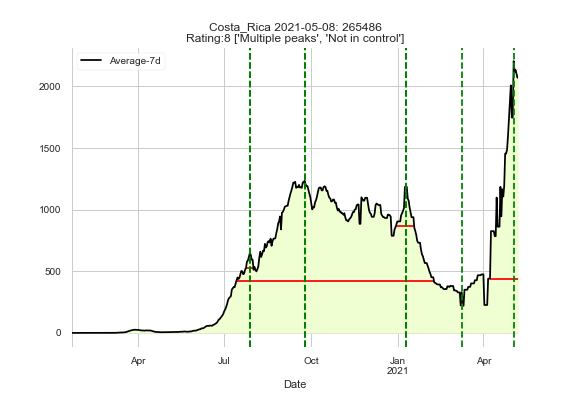 Costa_Rica 2021-05-08: 265486
Rating:8 ['Multiple peaks', 'Not in control']
Average-7d
2000
1500
1000
500
0
Apr Jul Oct Jan Apr
2021
Date